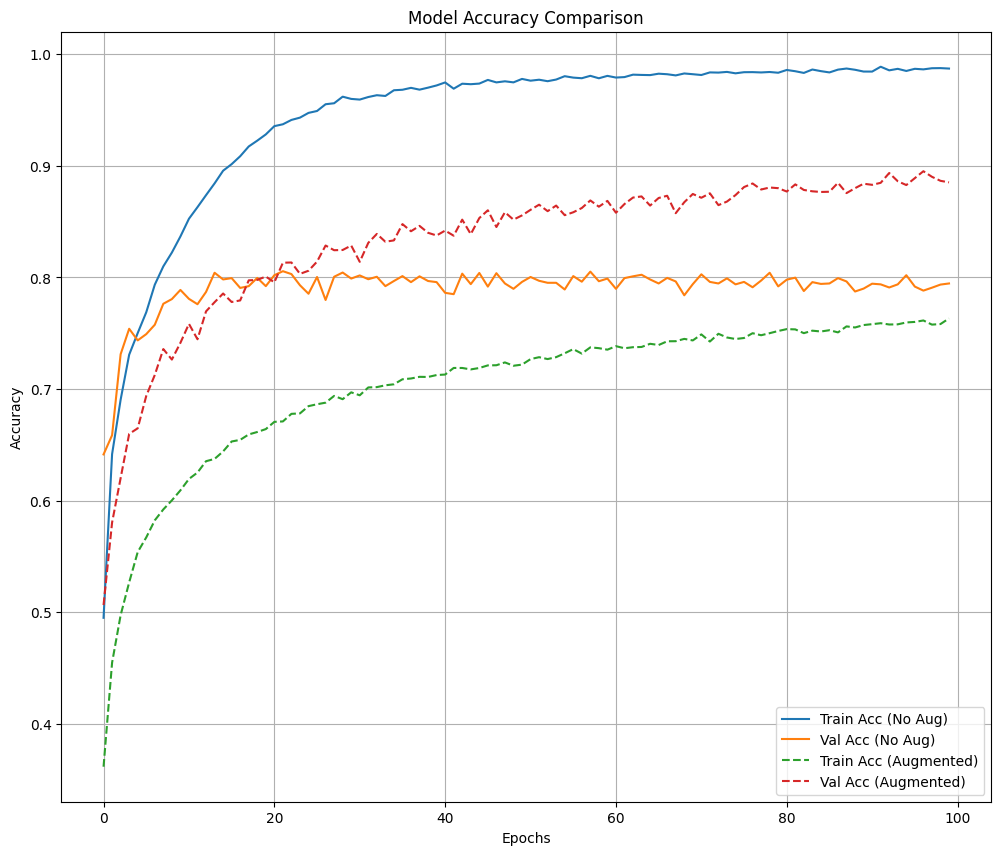 Model Accuracy Comparison
1.0
0.9
0.8
0.7
0.6
0.5
0.4
Accuracy
0 20 40 60 80 100
Epochs
Train Acc (No Aug)
Val Acc (No Aug)
Train Acc (Augmented)
Val Acc (Augmented)